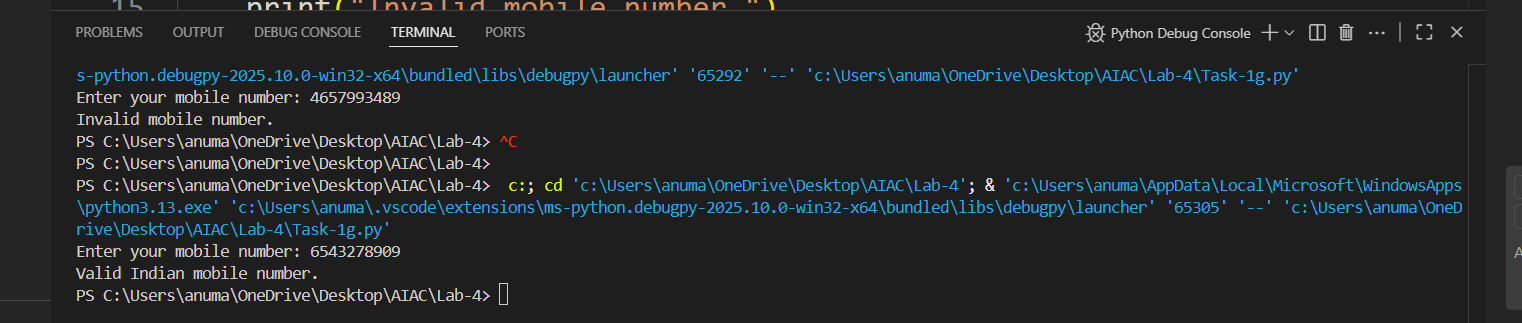 15 print("Invalid mobile number.")
PROBLEMS OUTPUT DEBUG CONSOLE TERMINAL PORTS Python Debug Console
s-python.debugpy-2025.10.0-win32-x64\bundled\libs\debugpy\launcher' '65292' '--' 'c:\Users\anuma\OneDrive\Desktop\AIAC\Lab-4\Task-1g.py'
Enter your mobile number: 4657993489
Invalid mobile number.
PS C:\Users\anuma\OneDrive\Desktop\AIAC\Lab-4> ^C
PS C:\Users\anuma\OneDrive\Desktop\AIAC\Lab-4>
PS C:\Users\anuma\OneDrive\Desktop\AIAC\Lab-4>  c:; cd 'c:\Users\anuma\OneDrive\Desktop\AIAC\Lab-4'; & 'c:\Users\anuma\AppData\Local\Microsoft\WindowsApps
\python3.13.exe' 'c:\Users\anuma\.vscode\extensions\ms-python.debugpy-2025.10.0-win32-x64\bundled\libs\debugpy\launcher' '65305' '--' 'c:\Users\anuma\OneD
rive\Desktop\AIAC\Lab-4\Task-1g.py'
Enter your mobile number: 6543278909
Valid Indian mobile number.
PS C:\Users\anuma\OneDrive\Desktop\AIAC\Lab-4>